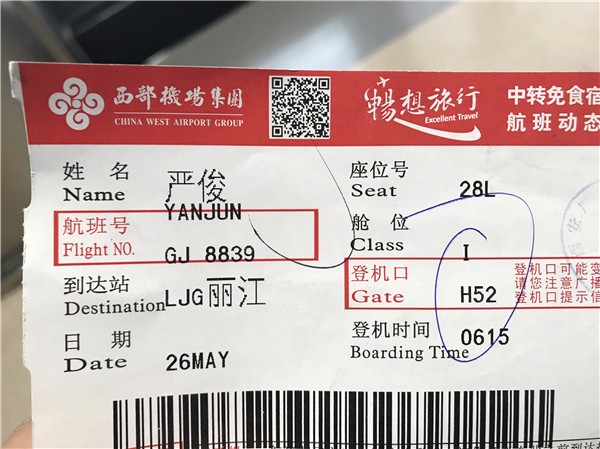 西部機場集團
CHINA WEST AIRPORT GROUP
畅想旅行
Excellent Travel
中转免食宿
航班动态
姓名 严俊
Name YANJUN
航班号
Flight NO. GJ 8839
到达站
Destination LJG丽江
日期
Date 26MAY
座位号
Seat 28L
舱位
Class I
登机口
Gate H52
登机口可能变
请您注意广播
登机口提示信
登机时间
Boarding Time 0615